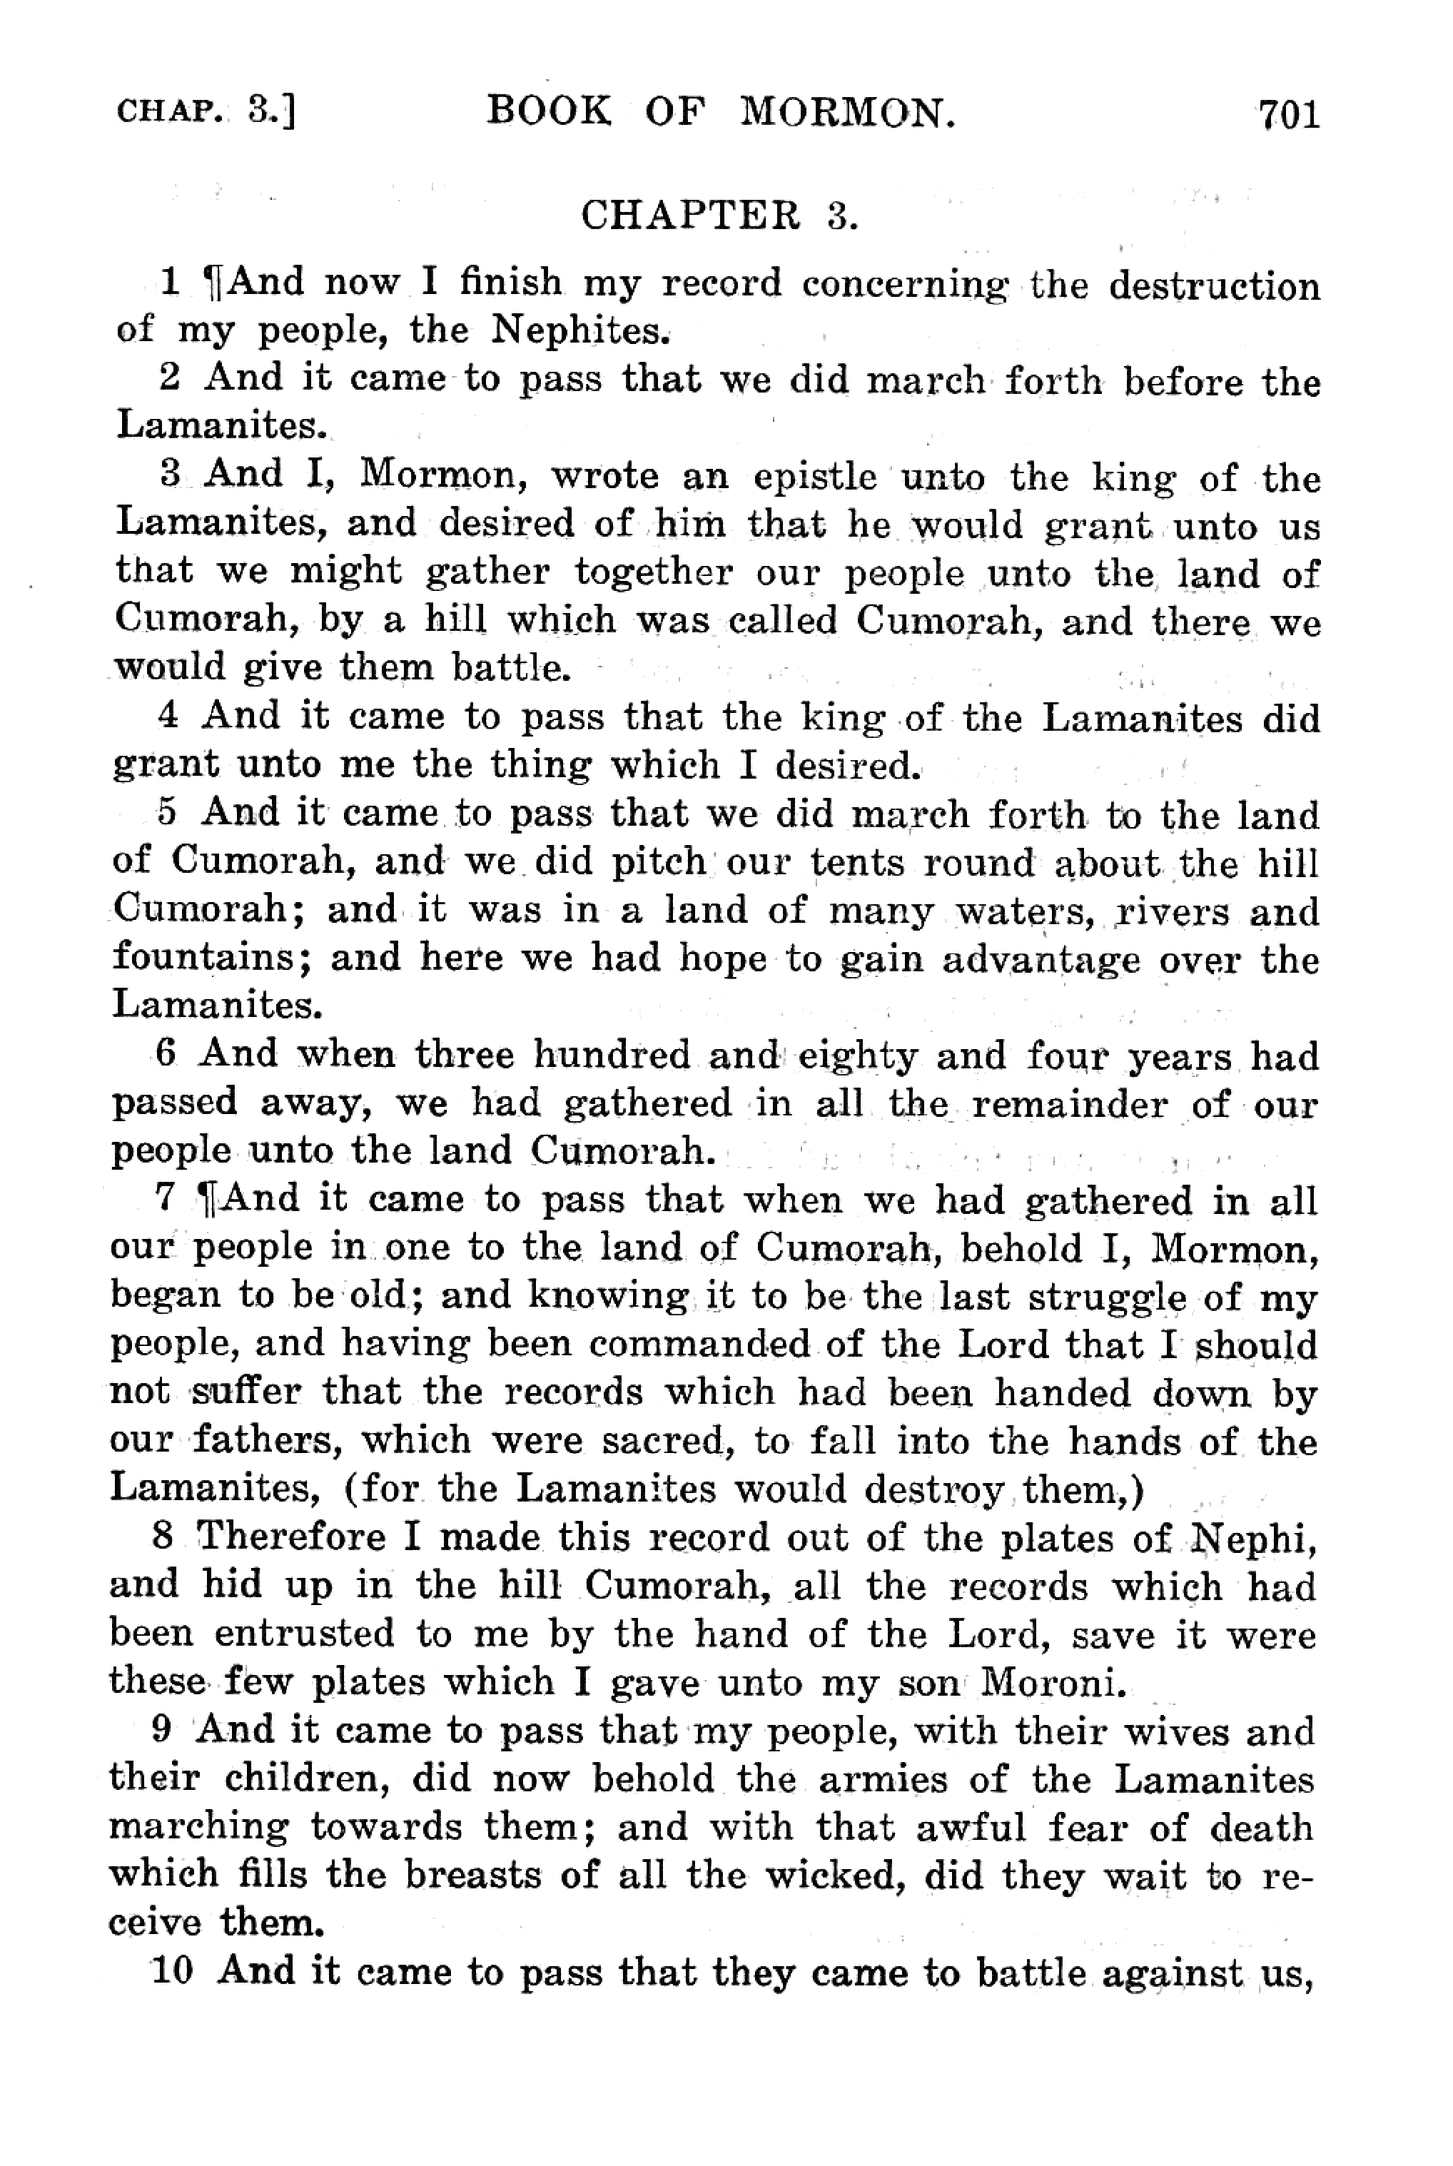 CHAP. 3.] BOOK OF MORMON. 701
CHAPTER 3.
1 ¶And now I finish my record concerning the destruction
of my people, the Nephites.
2 And it came to pass that we did march forth before the
Lamanites.
3 And I, Mormon, wrote an epistle unto the king of the
Lamanites, and desired of him that he would grant unto us
that we might gather together our people unto the land of
Cumorah, by a hill which was called Cumorah, and there we
would give them battle.
4 And it came to pass that the king of the Lamanites did
grant unto me the thing which I desired.
5 And it came to pass that we did march forth to the land
of Cumorah, and we did pitch our tents round about the hill
Cumorah; and it was in a land of many waters, rivers and
fountains; and here we had hope to gain advantage over the
Lamanites.
6 And when three hundred and eighty and four years had
passed away, we had gathered in all the remainder of our
people unto the land Cumorah.
7 ¶And it came to pass that when we had gathered in all
our people in one to the land of Cumorah, behold I, Mormon,
began to be old; and knowing it to be the last struggle of my
people, and having been commanded of the Lord that I should
not suffer that the records which had been handed down by
our fathers, which were sacred, to fall into the hands of the
Lamanites, (for the Lamanites would destroy them,)
8 Therefore I made this record out of the plates of Nephi,
and hid up in the hill Cumorah, all the records which had
been entrusted to me by the hand of the Lord, save it were
these few plates which I gave unto my son Moroni.
9 And it came to pass that my people, with their wives and
their children, did now behold the armies of the Lamanites
marching towards them; and with that awful fear of death
which fills the breasts of all the wicked, did they wait to re-
ceive them.
10 And it came to pass that they came to battle against us,